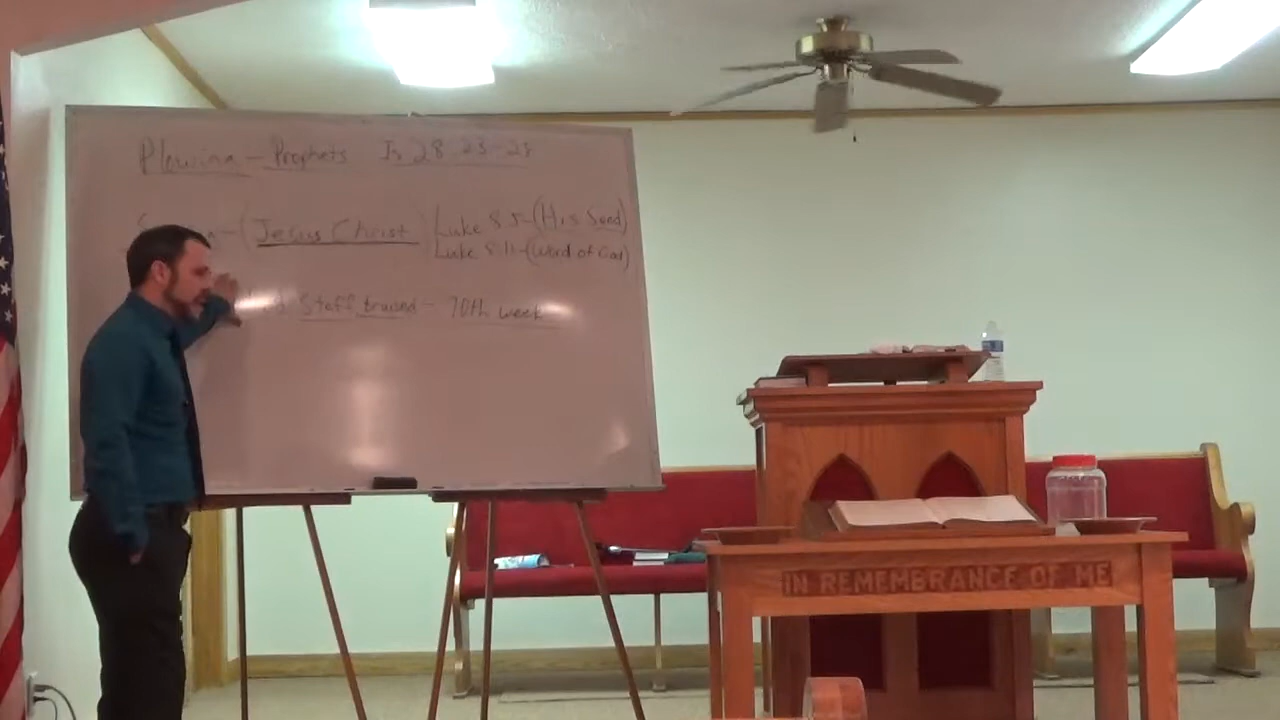 Plowing - Prophets Is 28:23-28
- (Jesus Christ) Luke 8:5 - (His Seed)
Luke 8:11 - (Word of God)
Staff - 70th week
IN REMEMBRANCE OF ME